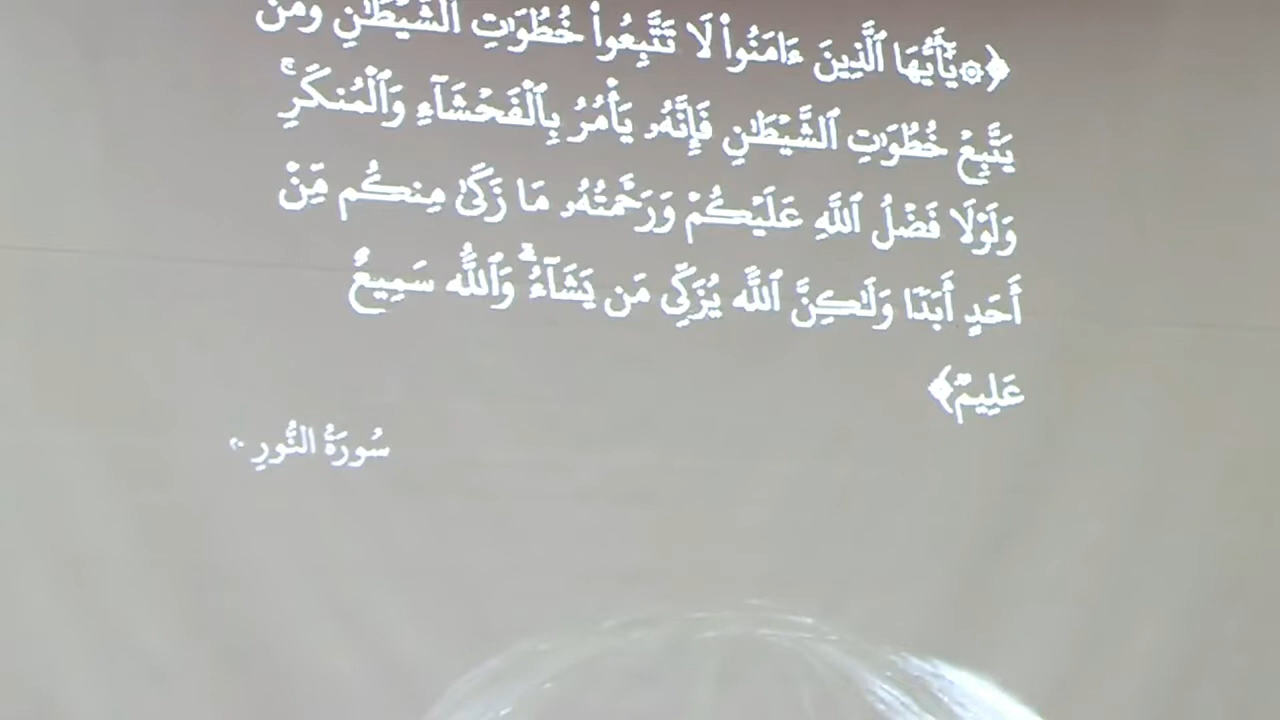 ﴿۞يَٰٓأَيُّهَا ٱلَّذِينَ ءَامَنُوا۟ لَا تَتَّبِعُوا۟ خُطُوَٰتِ ٱلشَّيْطَٰنِ وَمَن
يَتَّبِعْ خُطُوَٰتِ ٱلشَّيْطَٰنِ فَإِنَّهُۥ يَأْمُرُ بِٱلْفَحْشَآءِ وَٱلْمُنكَرِ ۚ
وَلَوْلَا فَضْلُ ٱللَّهِ عَلَيْكُمْ وَرَحْمَتُهُۥ مَا زَكَىٰ مِنكُم مِّنْ
أَحَدٍ أَبَدًا وَلَٰكِنَّ ٱللَّه يُزَكِّى مَن يَشَآءُ ۗ وَٱللَّه سَمِيعٌ
عَلِيمٌ﴾
سُورَةُ النُّورِ